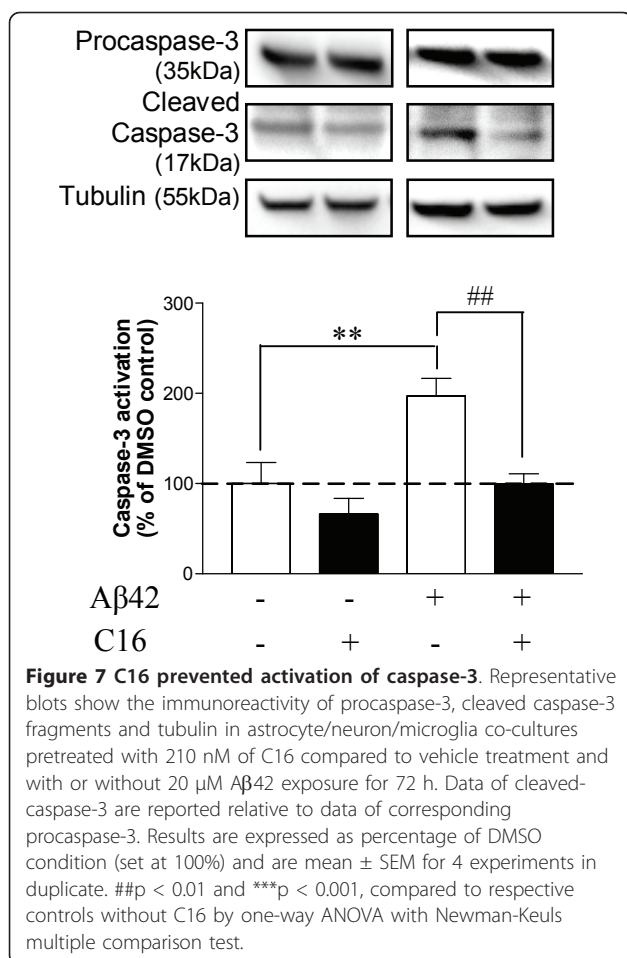 Procaspase-3
(35kDa)
Cleaved
Caspase-3
(17kDa)
Tubulin (55kDa)
300
200
100
0
Caspase-3 activation
(% of DMSO control)
**
##
Aβ42 - - + +
C16 - + - +
Figure 7 C16 prevented activation of caspase-3. Representative
blots show the immunoreactivity of procaspase-3, cleaved caspase-3
fragments and tubulin in astrocyte/neuron/microglia co-cultures
pretreated with 210 nM of C16 compared to vehicle treatment and
with or without 20 μM Aβ42 exposure for 72 h. Data of cleaved-
caspase-3 are reported relative to data of corresponding
procaspase-3. Results are expressed as percentage of DMSO
condition (set at 100%) and are mean ± SEM for 4 experiments in
duplicate. ##p < 0.01 and ***p < 0.001, compared to respective
controls without C16 by one-way ANOVA with Newman-Keuls
multiple comparison test.